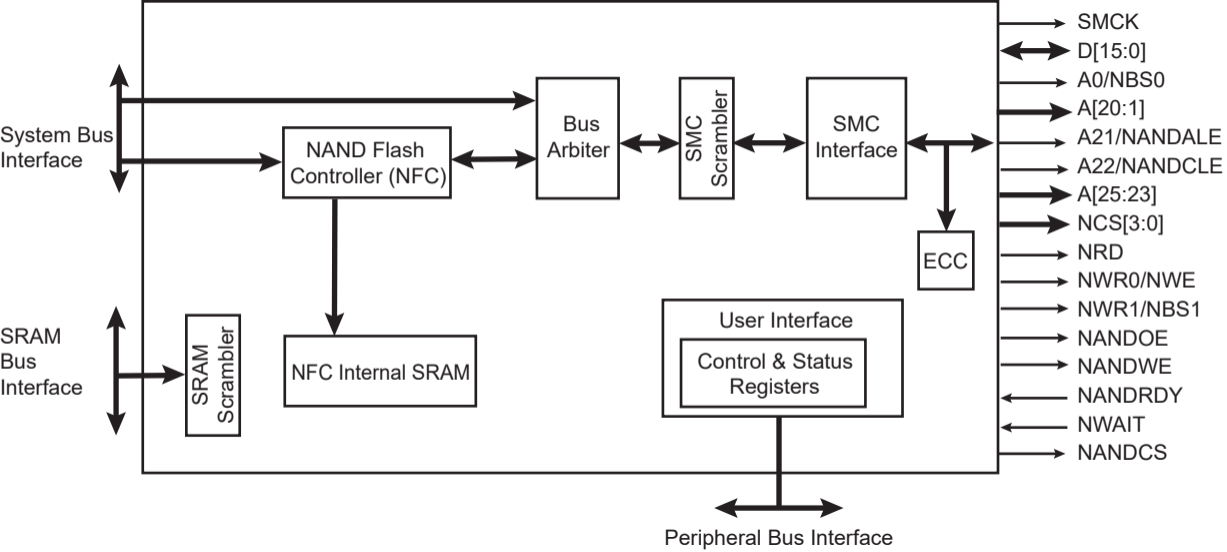 System Bus
Interface
NAND Flash
Controller (NFC)
Bus
Arbiter
SMC
Scrambler
SMC
Interface
ECC
SRAM
Bus
Interface
SRAM
Scrambler
NFC Internal SRAM
User Interface
Control & Status
Registers
Peripheral Bus Interface
SMCK
D[15:0]
A0/NBS0
A[20:1]
A21/NANDALE
A22/NANDCLE
A[25:23]
NCS[3:0]
NRD
NWR0/NWE
NWR1/NBS1
NANDOE
NANDWE
NANDRDY
NWAIT
NANDCS